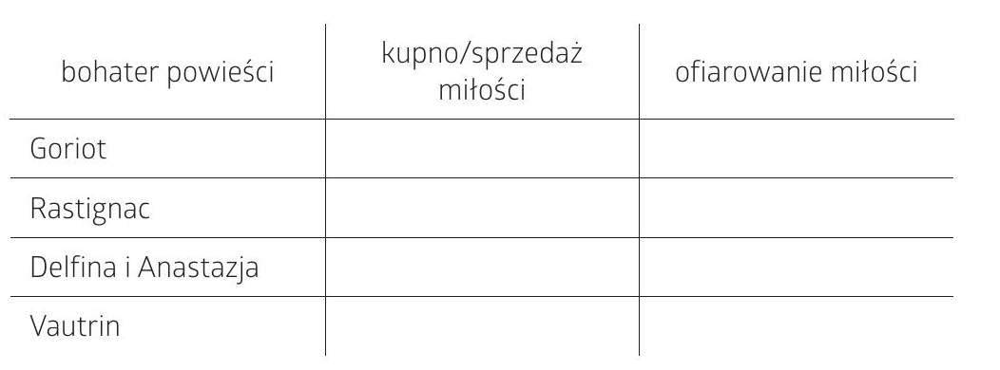 bohater powieści
kupno/sprzedaż
miłości
ofiarowanie miłości
Goriot
Rastignac
Delfina i Anastazja
Vautrin